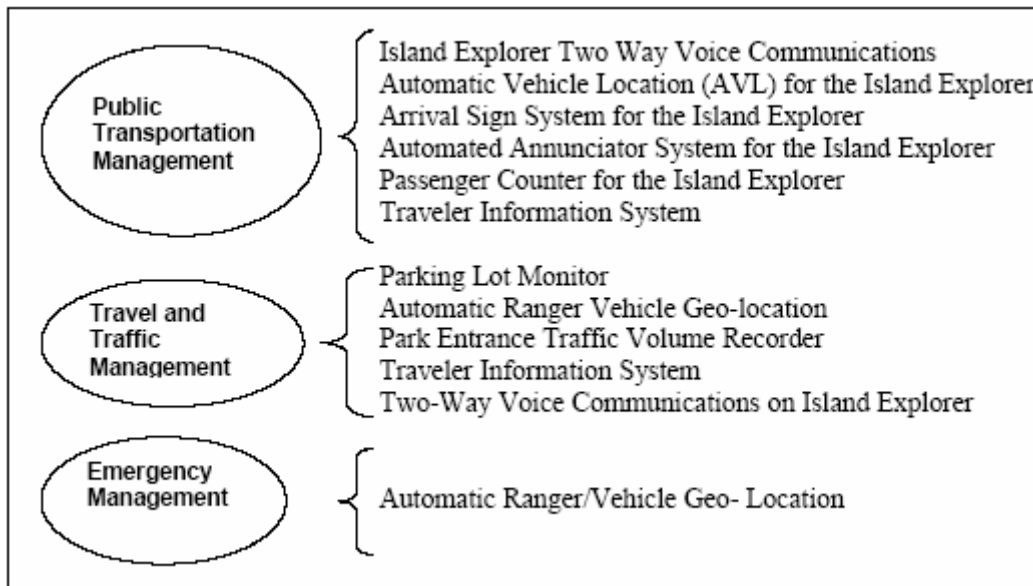 Public
Transportation
Management
Island Explorer Two Way Voice Communications
Automatic Vehicle Location (AVL) for the Island Explorer
Arrival Sign System for the Island Explorer
Automated Annunciator System for the Island Explorer
Passenger Counter for the Island Explorer
Traveler Information System
Travel and
Traffic
Management
Parking Lot Monitor
Automatic Ranger Vehicle Geo-location
Park Entrance Traffic Volume Recorder
Traveler Information System
Two-Way Voice Communications on Island Explorer
Emergency
Management
Automatic Ranger/Vehicle Geo- Location